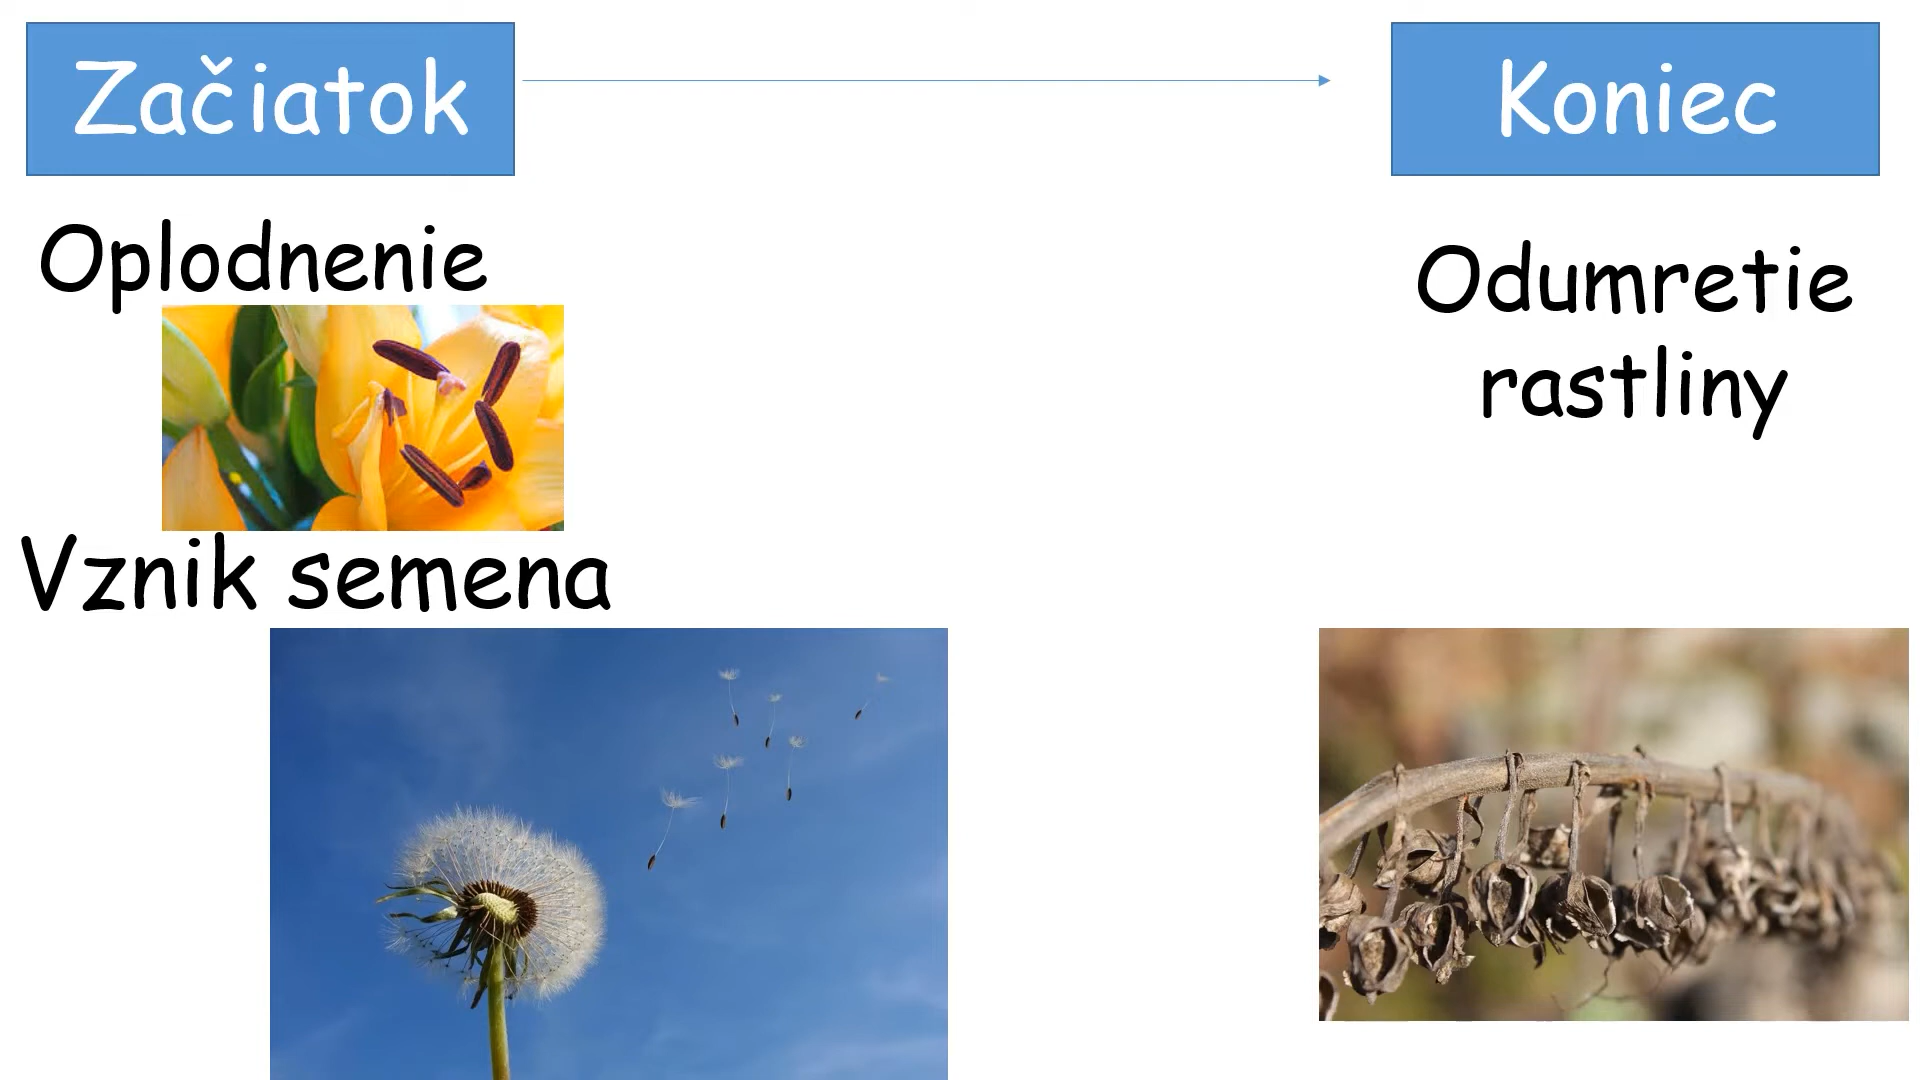 Začiatok
Koniec
Oplodnenie
Odumretie
rastliny
Vznik semena